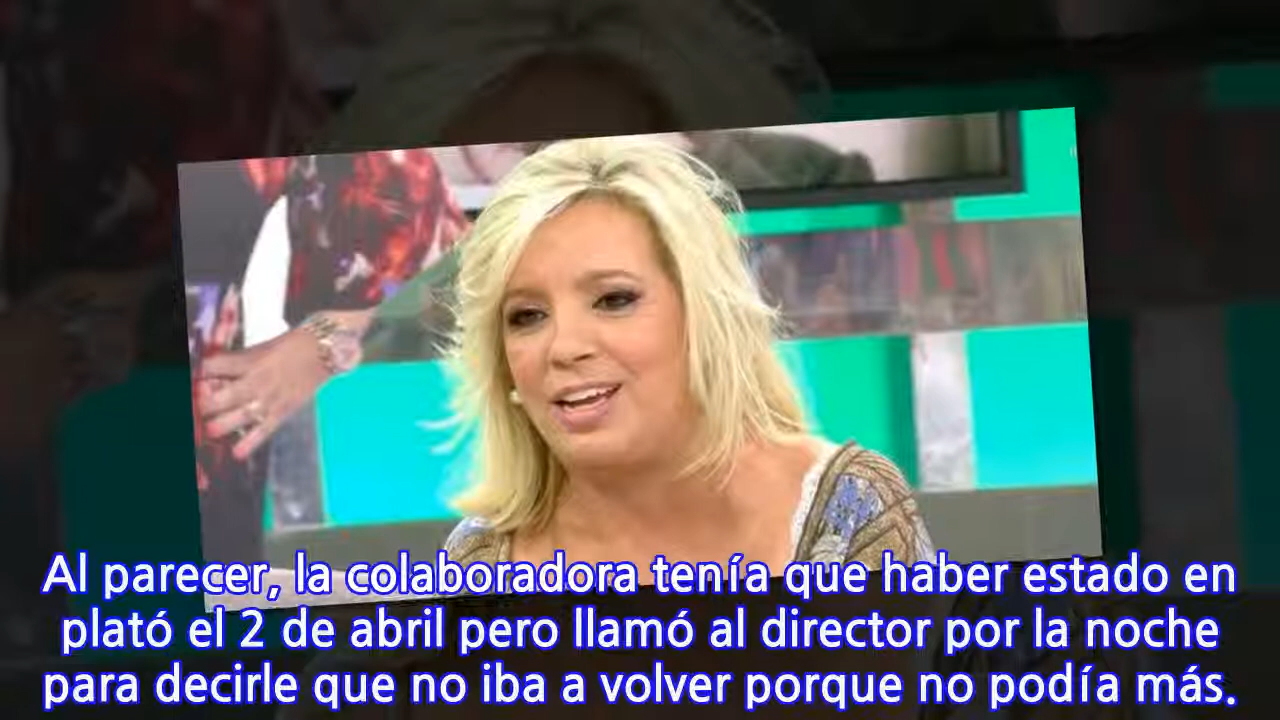 Al parecer, la colaboradora tenía que haber estado en
plató el 2 de abril pero llamó al director por la noche
para decirle que no iba a volver porque no podía más.